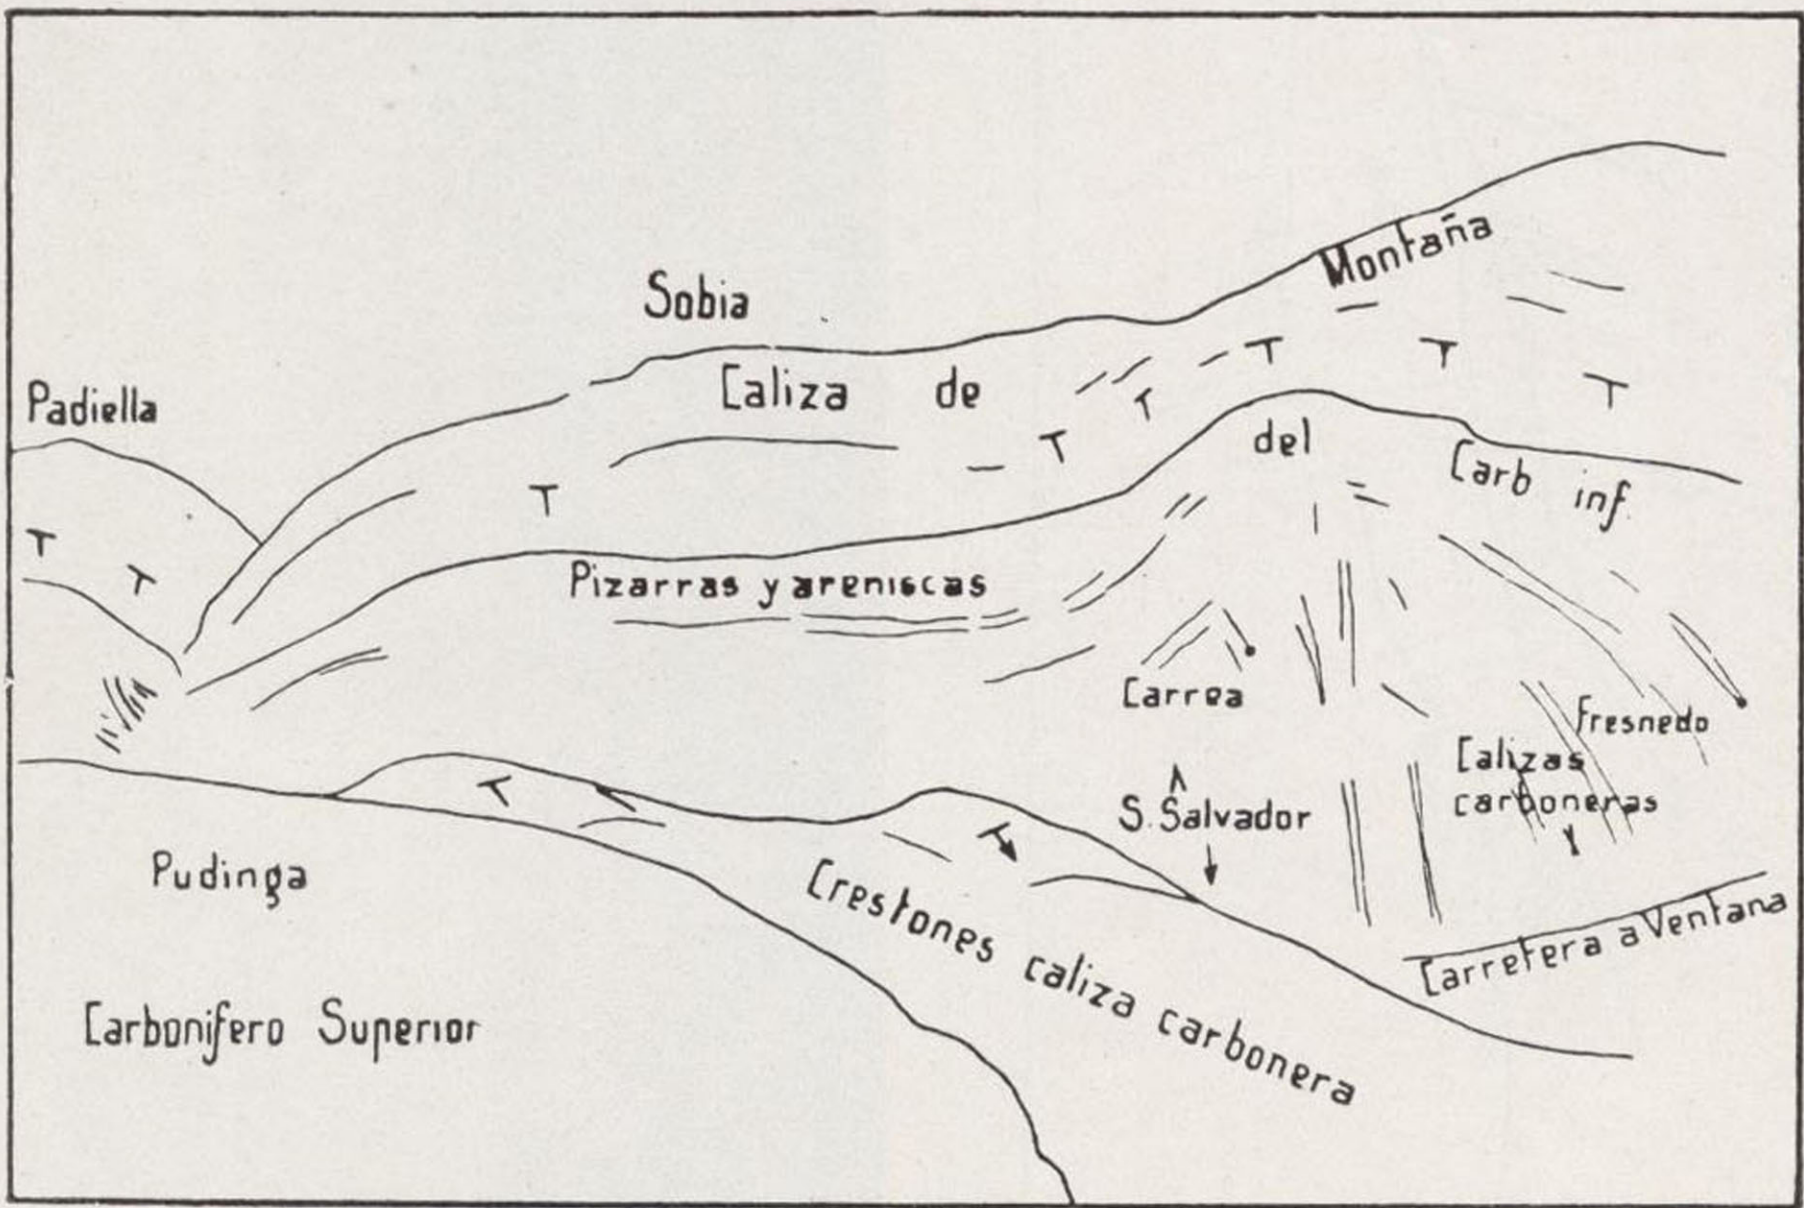 Sobia
Montaña
Padiella
Caliza de
del
Carb inf.
Pizarras y areniscas
Carrea
Fresnedo
Calizas
carboneras
S. Salvador
Pudinga
Crestones caliza carbonera
Carretera a Ventana
Carbonifero Superior